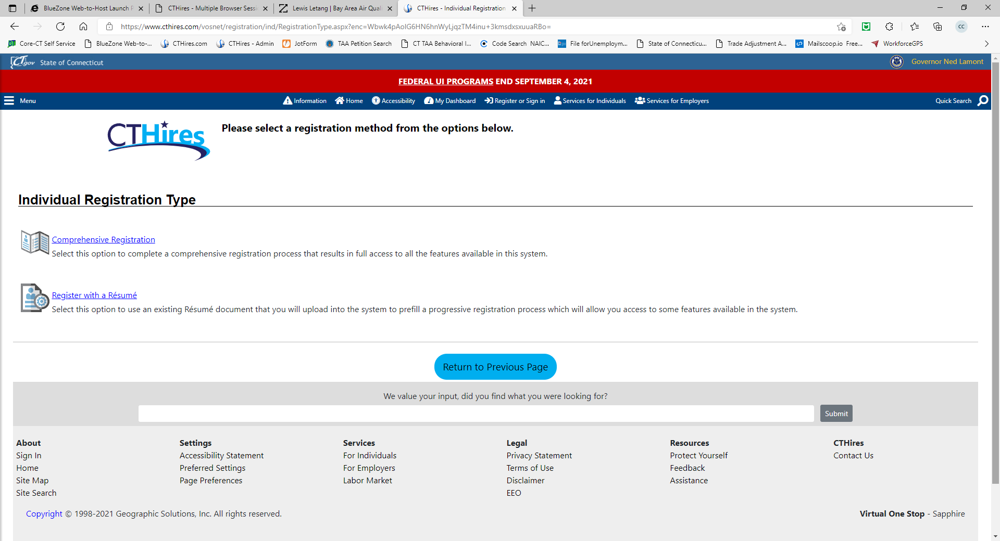 BlueZone Web-to-Host Launch P
CTHires - Multiple Browser Sessi
Lewis Letang | Bay Area Air Quali
CTHires - Individual Registration
https://www.cthires.com/vosnet/registration/ind/RegistrationType.aspx?enc=Wbwk4pAoIG6HN6hnWyLjqzTM4inu+3kmsdxsxuuaRBo=
CC
Core-CT Self Service
BlueZone Web-to-...
CTHires.com
CTHires - Admin
JotForm
TAA Petition Search
CT TAA Behavioral I...
Code Search NAIC...
File forUnemploym...
State of Connecticu...
Trade Adjustment A...
Mailscoop.io Free...
WorkforceGPS
CT.gov State of Connecticut
Governor Ned Lamont
FEDERAL UI PROGRAMS END SEPTEMBER 4, 2021
Menu
Information
Home
Accessibility
My Dashboard
Register or Sign in
Services for Individuals
Services for Employers
Quick Search
CTHires
Please select a registration method from the options below.
Individual Registration Type
Comprehensive Registration
Select this option to complete a comprehensive registration process that results in full access to all the features available in this system.
Register with a Résumé
Select this option to use an existing Résumé document that you will upload into the system to prefill a progressive registration process which will allow you access to some features available in the system.
Return to Previous Page
We value your input, did you find what you were looking for?
Submit
About
Sign In
Home
Site Map
Site Search
Settings
Accessibility Statement
Preferred Settings
Page Preferences
Services
For Individuals
For Employers
Labor Market
Legal
Privacy Statement
Terms of Use
Disclaimer
EEO
Resources
Protect Yourself
Feedback
Assistance
CTHires
Contact Us
Copyright © 1998-2021 Geographic Solutions, Inc. All rights reserved.
Virtual One Stop - Sapphire